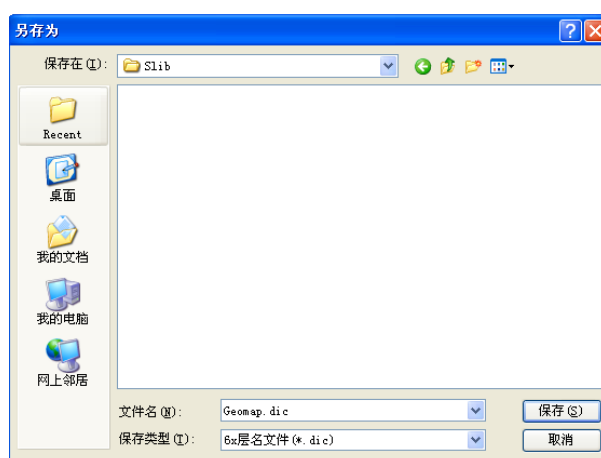 另存为
保存在(I):
Slib
Recent
桌面
我的文档
我的电脑
网上邻居
文件名(N):
Geomap.dic
保存(S)
保存类型(T):
6x层名文件(*.dic)
取消